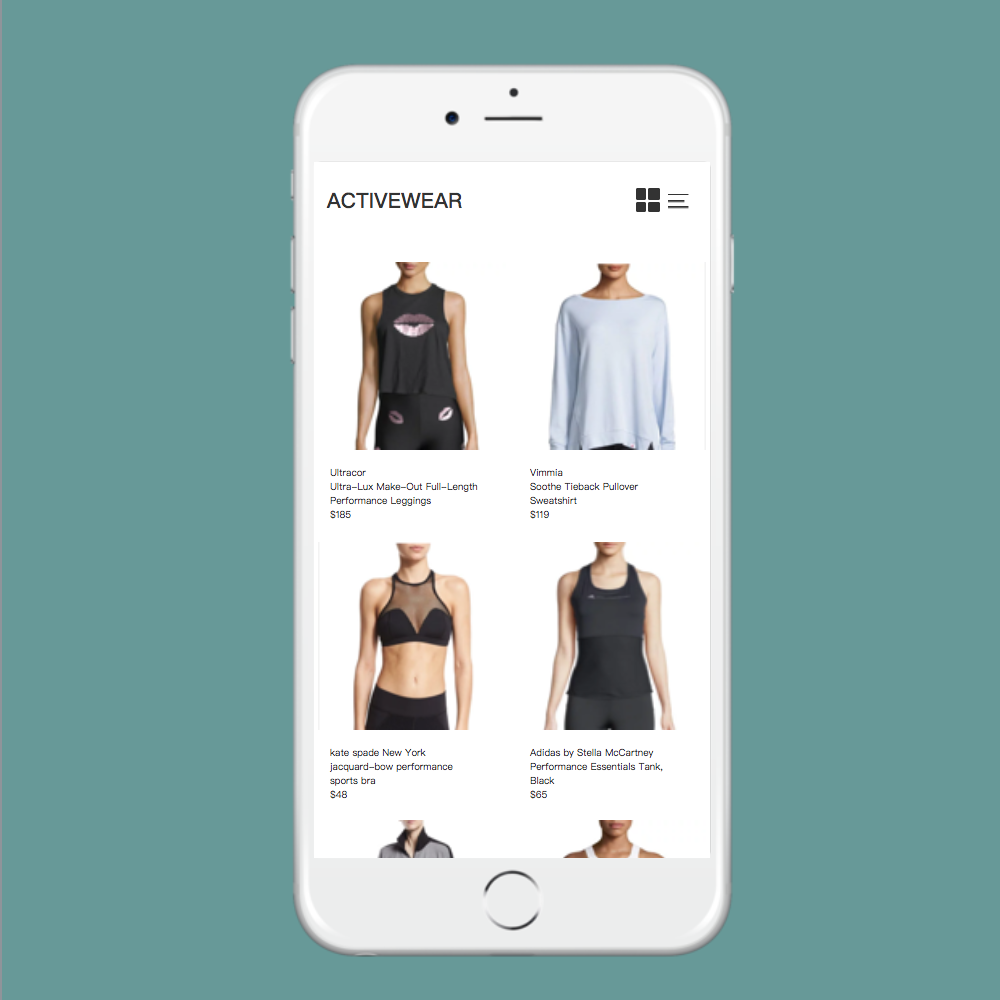 ACTIVEWEAR
Ultracor
Ultra-Lux Make-Out Full-Length
Performance Leggings
$185
Vimmia
Soothe Tieback Pullover
Sweatshirt
$119
kate spade New York
jacquard-bow performance
sports bra
$48
Adidas by Stella McCartney
Performance Essentials Tank,
Black
$65